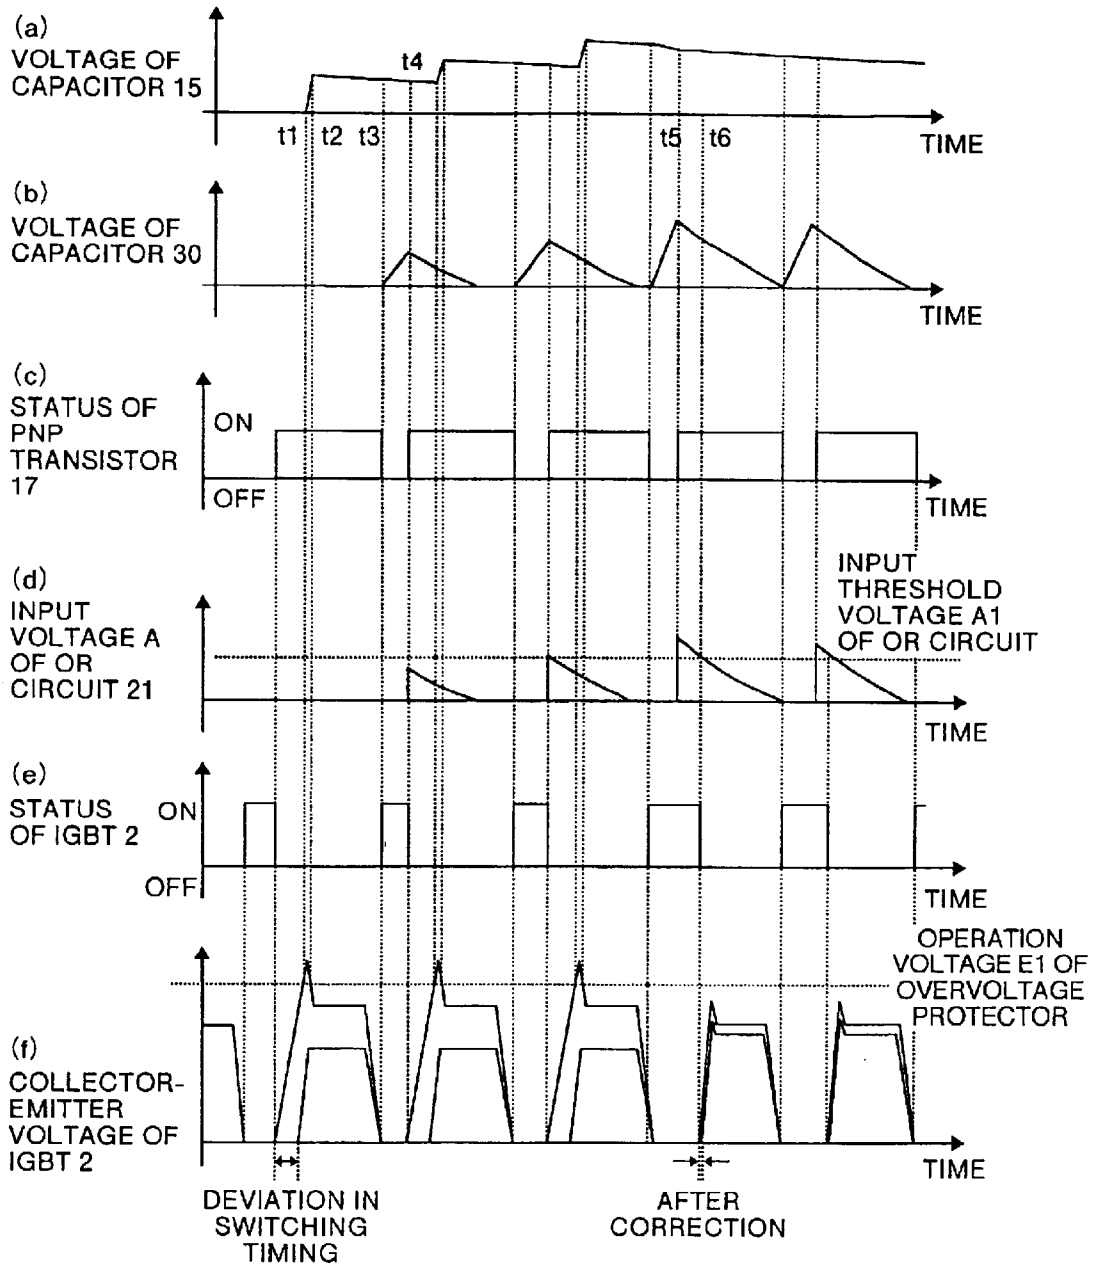 (a)
VOLTAGE OF
CAPACITOR 15
t4
t1
t2
t3
t5
t6
TIME
(b)
VOLTAGE OF
CAPACITOR 30
TIME
(c)
STATUS OF
PNP
TRANSISTOR
17
ON
OFF
TIME
(d)
INPUT
VOLTAGE A
OF OR
CIRCUIT 21
INPUT
THRESHOLD
VOLTAGE A1
OF OR CIRCUIT
TIME
(e)
STATUS
OF IGBT 2
ON
OFF
TIME
OPERATION
VOLTAGE E1 OF
OVERVOLTAGE
PROTECTOR
(f)
COLLECTOR-
EMITTER
VOLTAGE OF
IGBT 2
TIME
DEVIATION IN
SWITCHING
TIMING
AFTER
CORRECTION